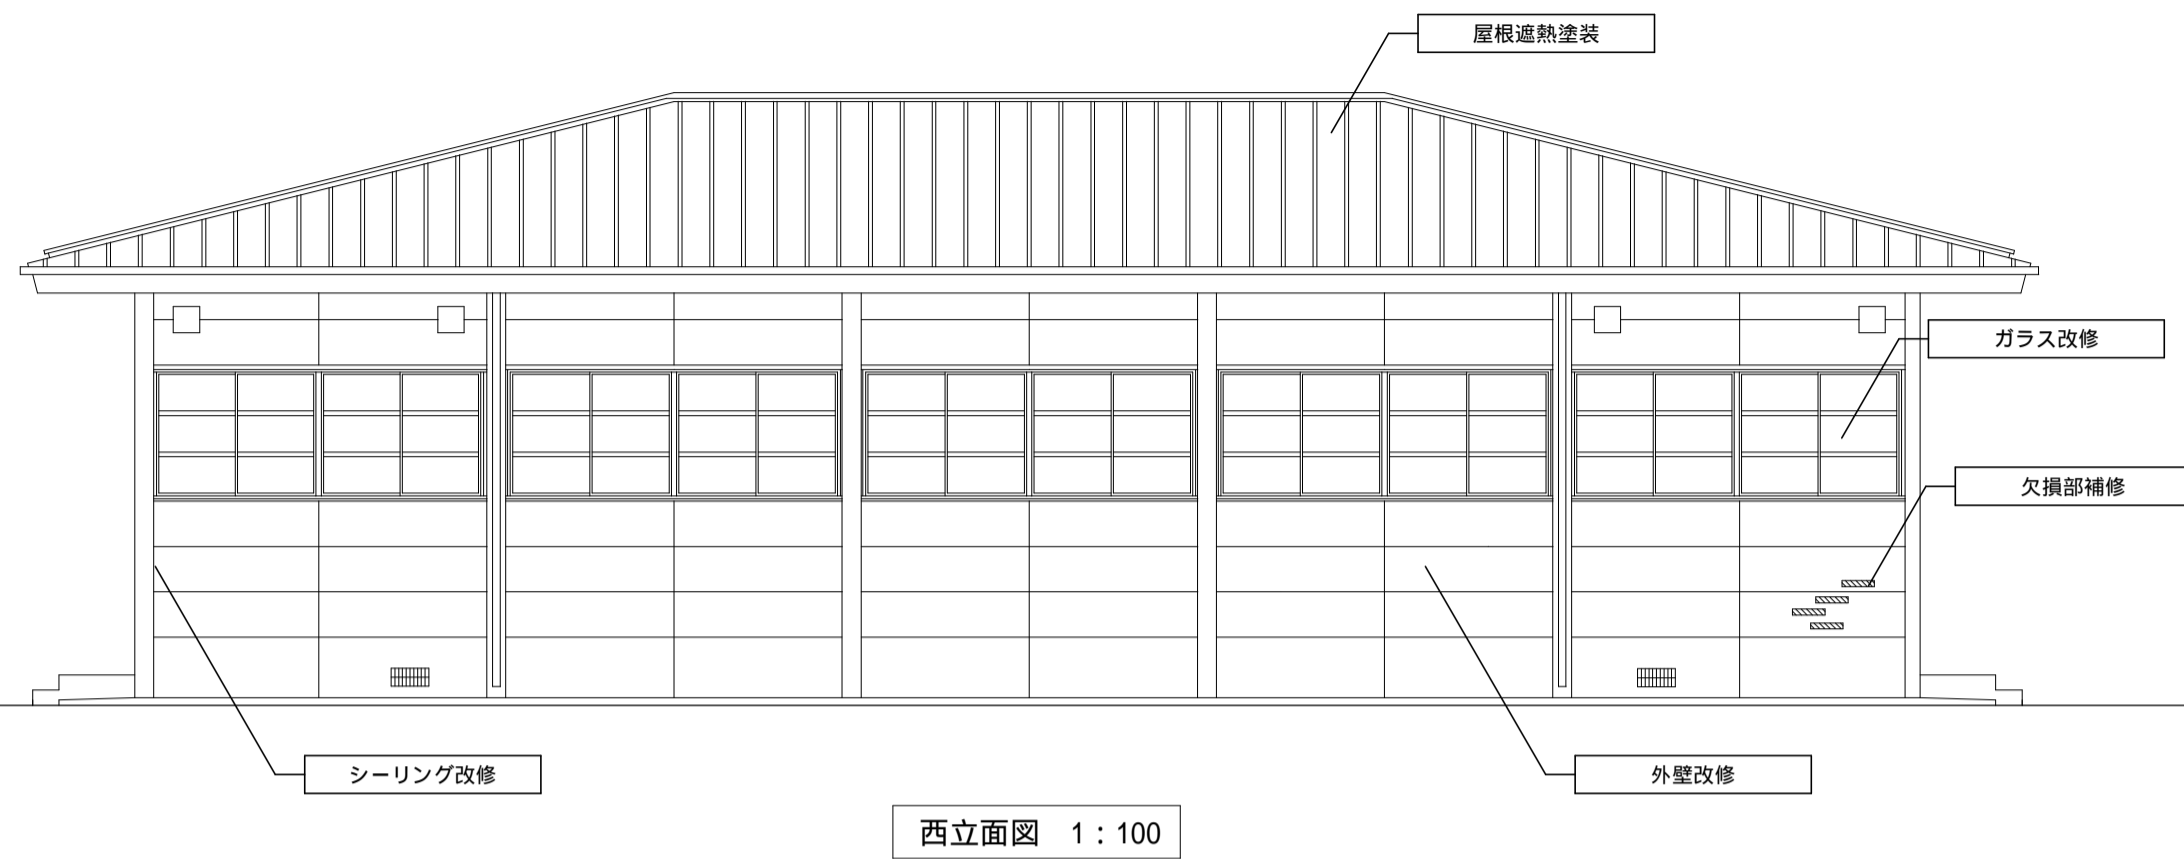 屋根遮熱塗装
ガラス改修
欠損部補修
シーリング改修
外壁改修
西立面図　1：100